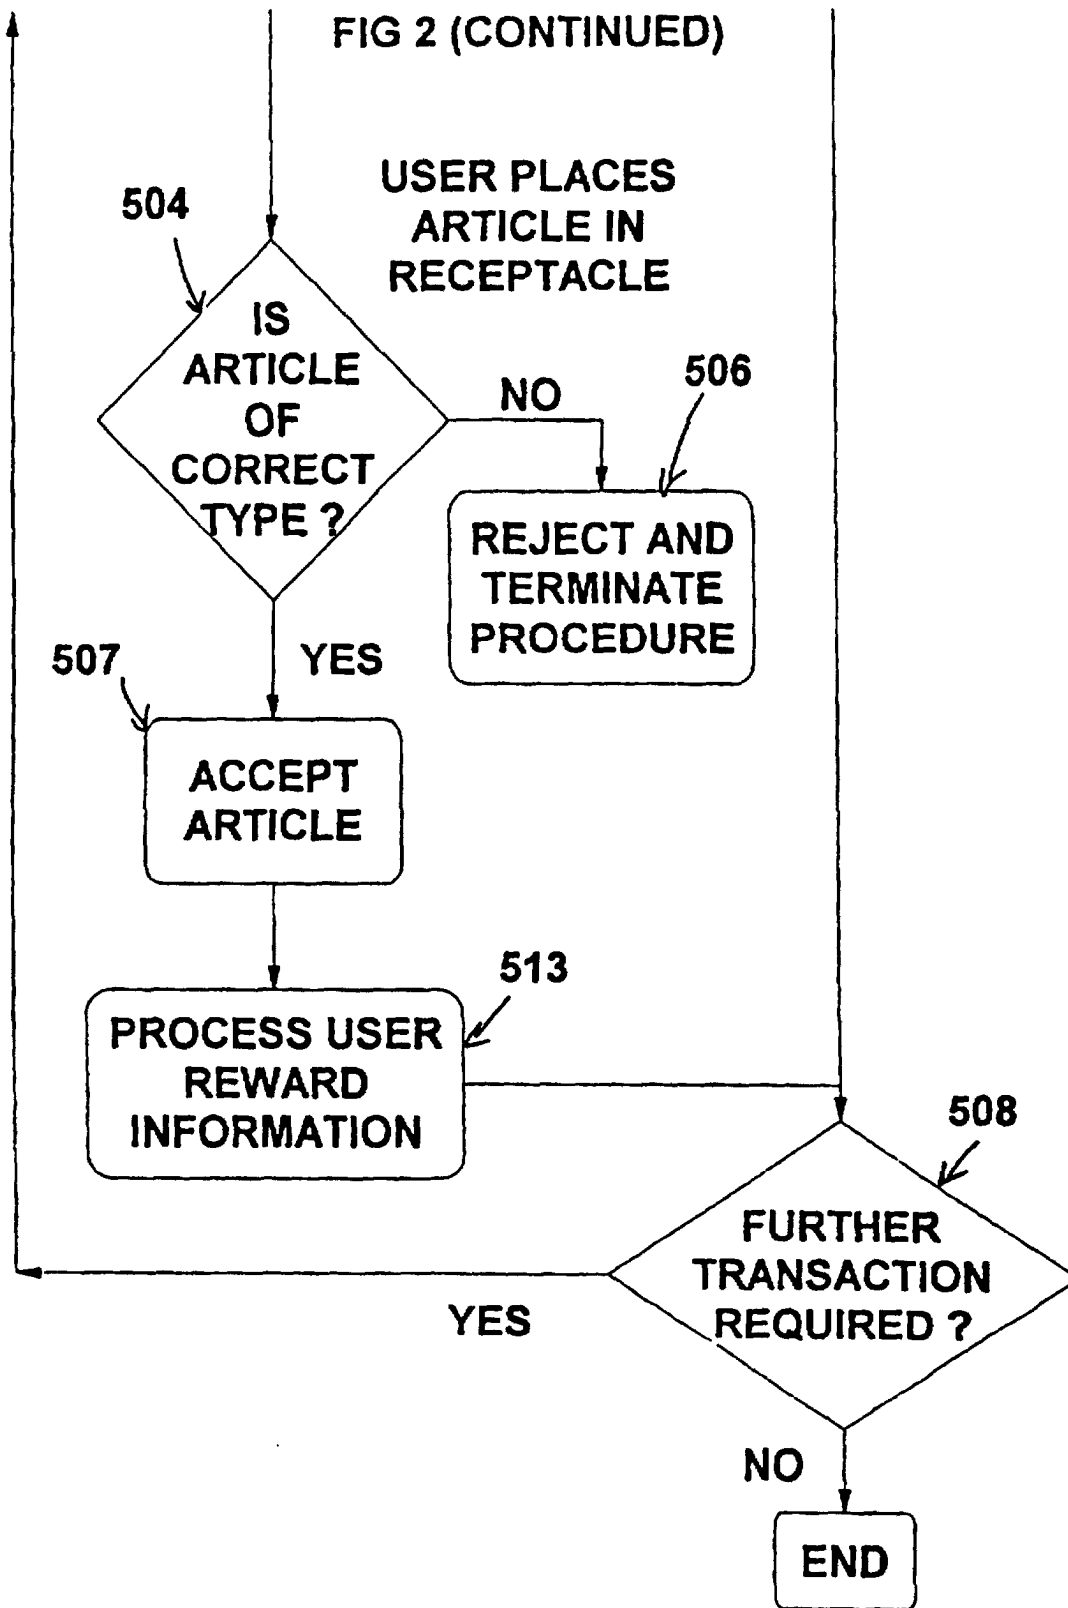 FIG 2 (CONTINUED)
USER PLACES
ARTICLE IN
RECEPTACLE
504
IS
ARTICLE
OF
CORRECT
TYPE ?
NO
506
REJECT AND
TERMINATE
PROCEDURE
YES
507
ACCEPT
ARTICLE
513
PROCESS USER
REWARD
INFORMATION
508
FURTHER
TRANSACTION
REQUIRED ?
YES
NO
END